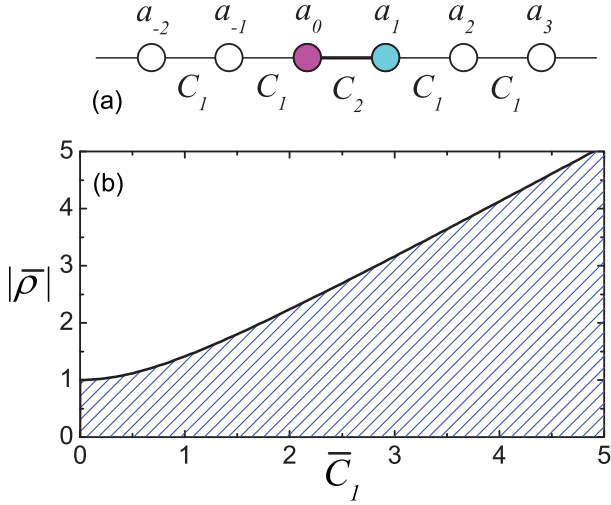 a₋₂ a₋₁ a₀ a₁ a₂ a₃
(a) C₁ C₁ C₂ C₁ C₁
(b)
5
4
3
2
1
0
|ρ̄|
0 1 2 3 4 5
C̄₁